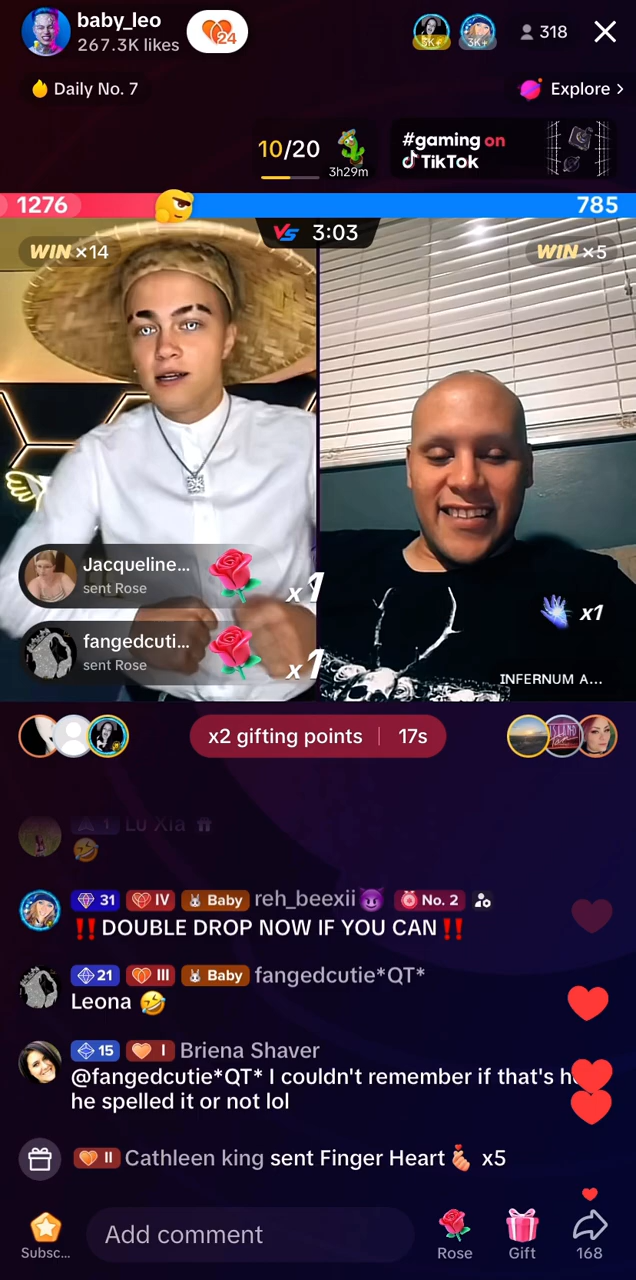 baby_leo
267.3K likes
24
3K+
3K+
318
Daily No. 7
Explore
10/20
3h29m
#gaming on
TikTok
1276
785
VS 3:03
WIN ×14
WIN ×5
Jacqueline...
sent Rose
x1
fangedcuti...
sent Rose
x1
x1
INFERNUM A...
x2 gifting points
17s
1 Lu Xia
31 IV Baby reh_beexii No. 2
DOUBLE DROP NOW IF YOU CAN
21 III Baby fangedcutie*QT*
Leona
15 I Briena Shaver
@fangedcutie*QT* I couldn't remember if that's
he spelled it or not lol
II Cathleen king sent Finger Heart x5
Subsc...
Add comment
Rose
Gift
168